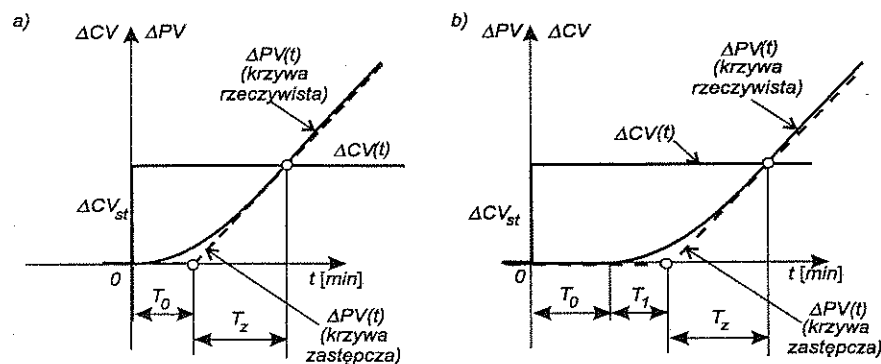 a)
ΔCV ΔPV
ΔPV(t)
(krzywa
rzeczywista)
ΔCV(t)
ΔCV_st
0
t [min]
T_0
T_z
ΔPV(t)
(krzywa
zastępcza)
b)
ΔPV ΔCV
ΔPV(t)
(krzywa
rzeczywista)
ΔCV(t)
ΔCV_st
0
t [min]
T_0
T_1
T_z
ΔPV(t)
(krzywa
zastępcza)